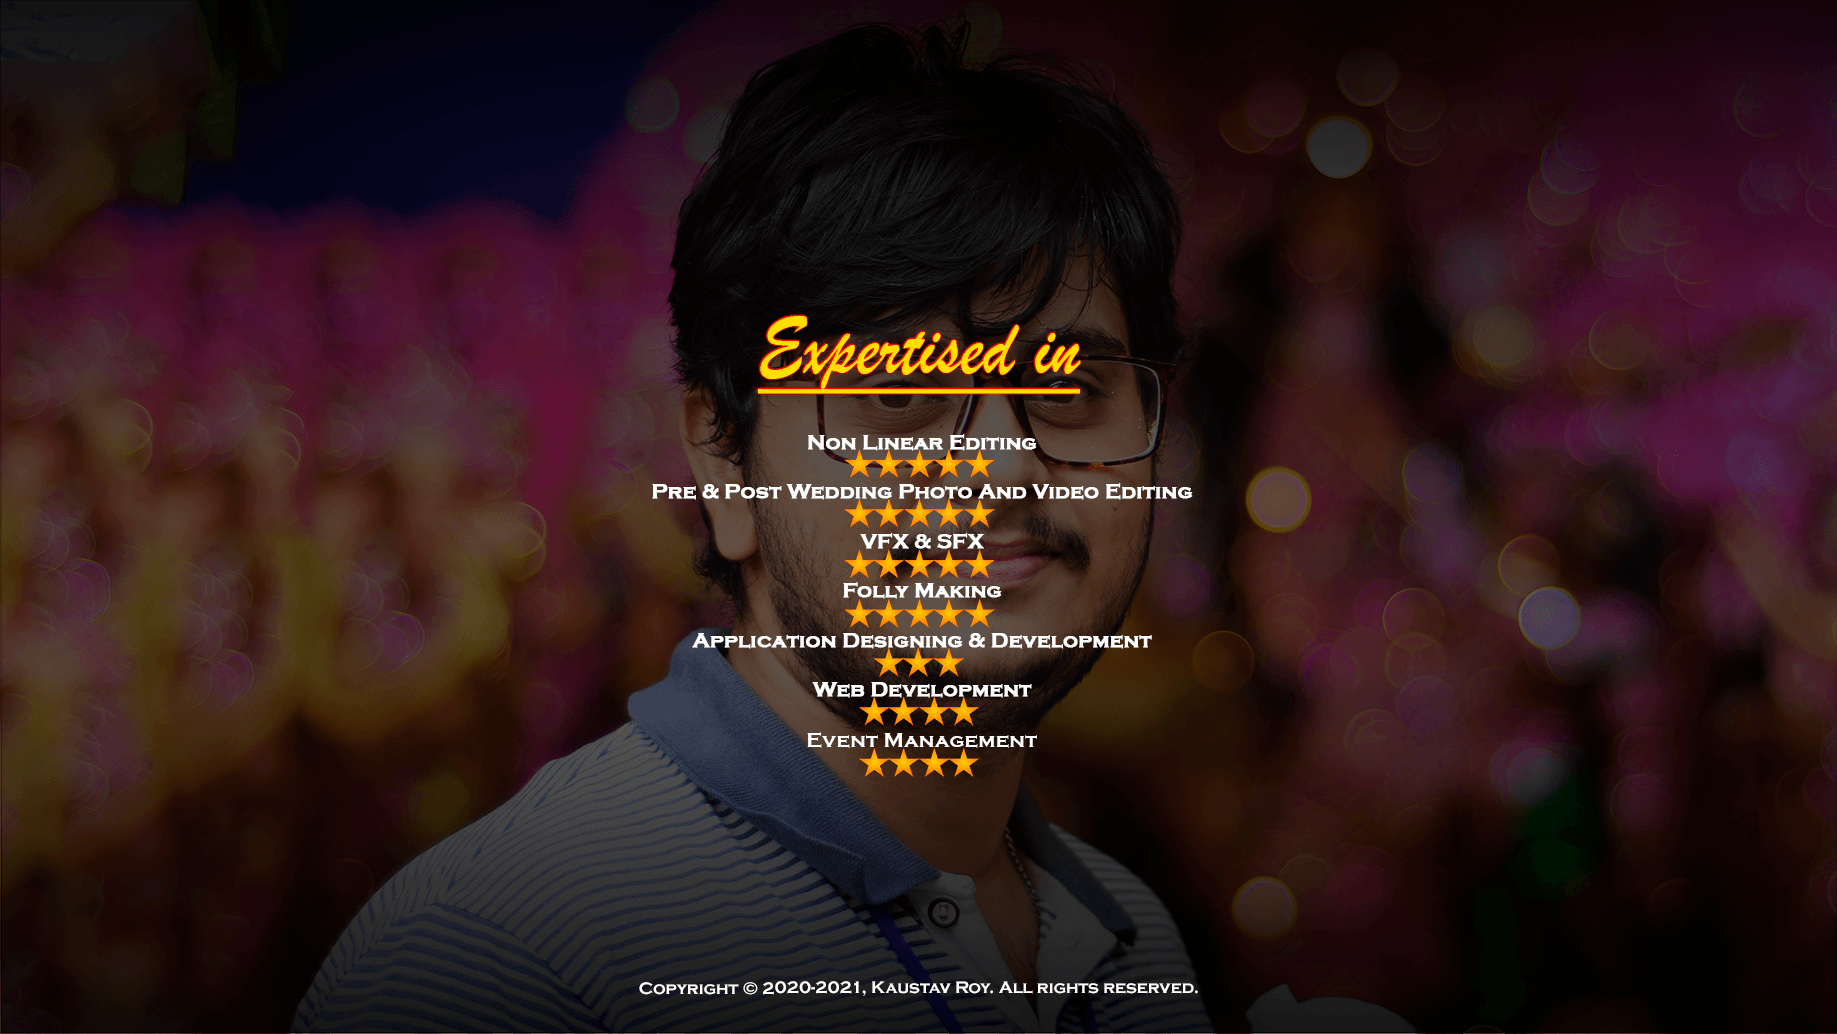 Expertised in
Non Linear Editing
★★★★★
Pre & Post Wedding Photo And Video Editing
★★★★★
VFX & SFX
★★★★★
Folly Making
★★★★★
Application Designing & Development
★★★
Web Development
★★★★
Event Management
★★★★
Copyright © 2020-2021, Kaustav Roy. All rights reserved.